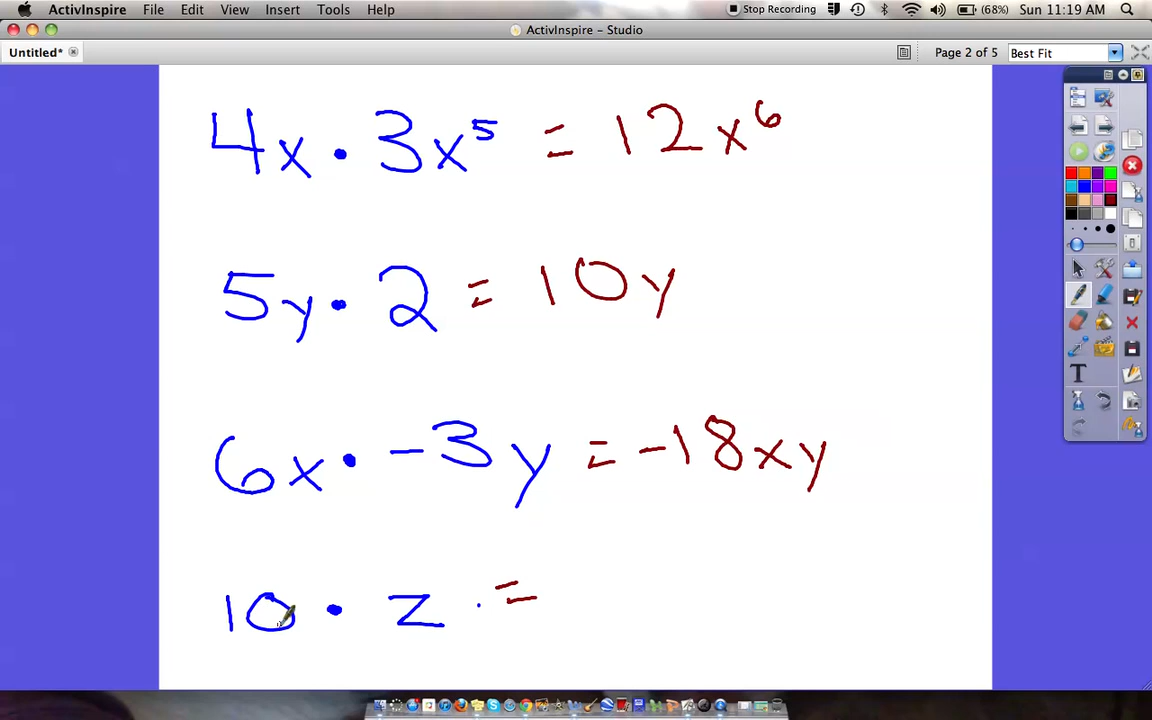 ActivInspire File Edit View Insert Tools Help Stop Recording (68%) Sun 11:19 AM
ActivInspire – Studio
Untitled* Page 2 of 5 Best Fit
4x · 3x⁵ = 12x⁶
5y · 2 = 10y
6x · -3y = -18xy
10 · z =
T